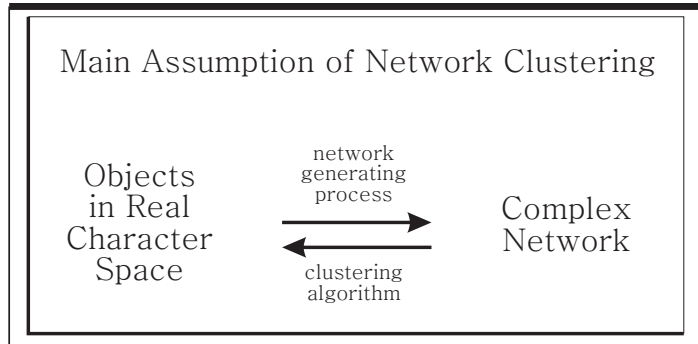 Main Assumption of Network Clustering
Objects
in Real
Character
Space
network
generating
process
clustering
algorithm
Complex
Network